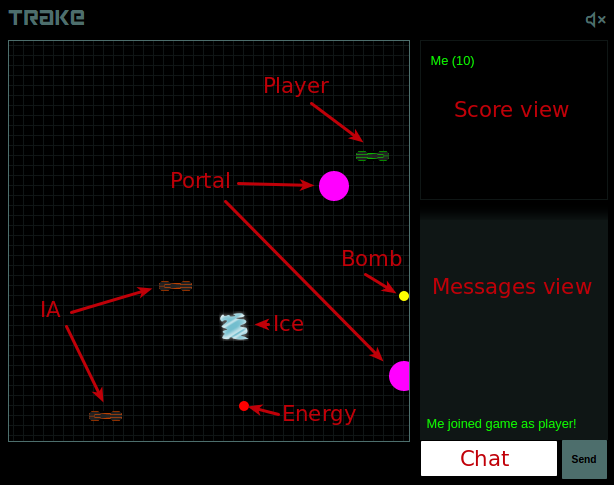 TRAKE
Player
Me (10)
Score view
Portal
Bomb
Messages view
IA
Ice
Energy
Me joined game as player!
Chat
Send